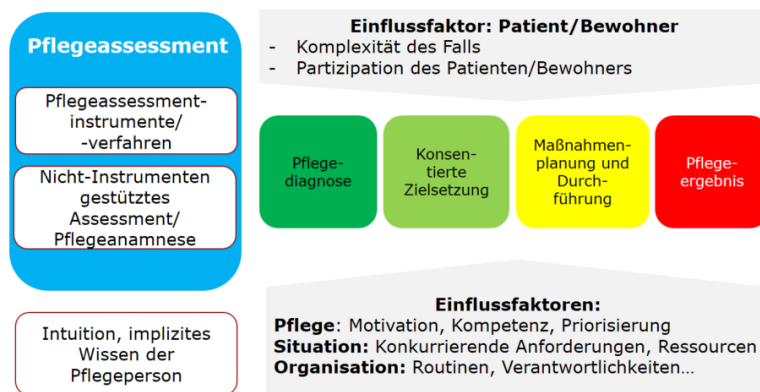 Pflegeassessment
Pflegeassessment-
instrumente/
-verfahren
Nicht-Instrumenten
gestütztes
Assessment/
Pflegeanamnese
Intuition, implizites
Wissen der
Pflegeperson
Einflussfaktor: Patient/Bewohner
- Komplexität des Falls
- Partizipation des Patienten/Bewohners
Pflege-
diagnose
Konsen-
tierte
Zielsetzung
Maßnahmen-
planung und
Durch-
führung
Pflege-
ergebnis
Einflussfaktoren:
Pflege: Motivation, Kompetenz, Priorisierung
Situation: Konkurrierende Anforderungen, Ressourcen
Organisation: Routinen, Verantwortlichkeiten…